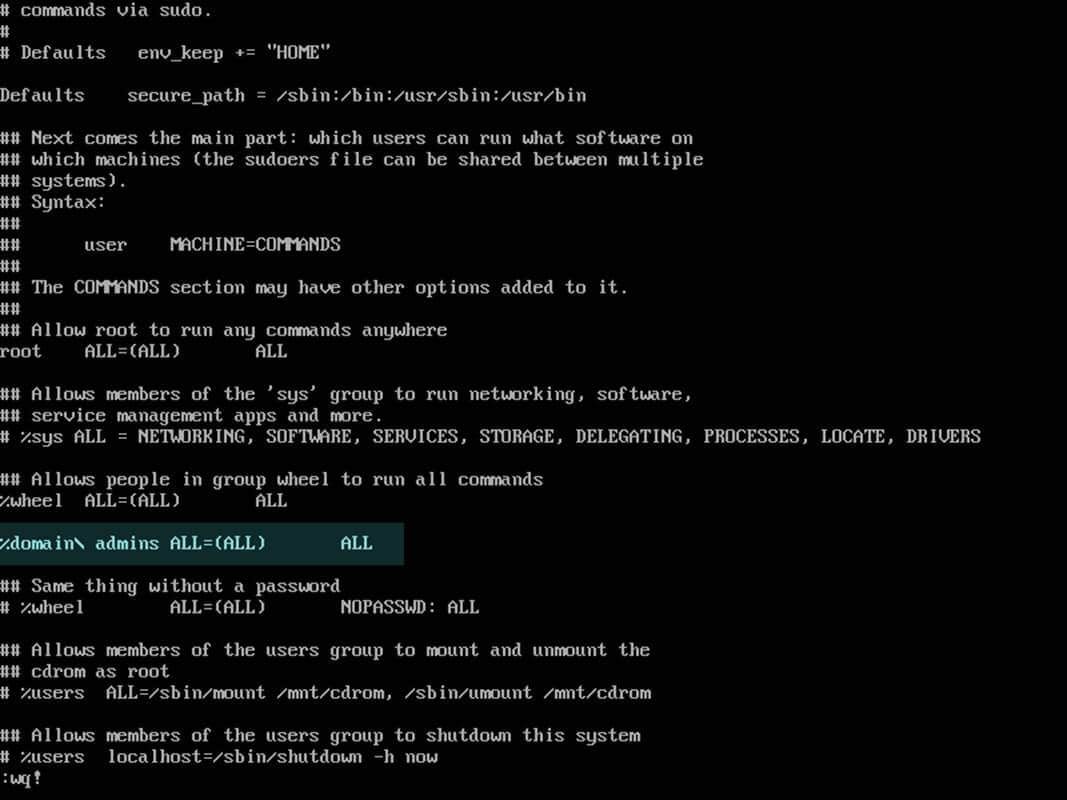 # commands via sudo.
#
# Defaults   env_keep += "HOME"
Defaults    secure_path = /sbin:/bin:/usr/sbin:/usr/bin
## Next comes the main part: which users can run what software on
## which machines (the sudoers file can be shared between multiple
## systems).
## Syntax:
##
##      user    MACHINE=COMMANDS
##
## The COMMANDS section may have other options added to it.
##
## Allow root to run any commands anywhere
root    ALL=(ALL)       ALL
## Allows members of the 'sys' group to run networking, software,
## service management apps and more.
# %sys ALL = NETWORKING, SOFTWARE, SERVICES, STORAGE, DELEGATING, PROCESSES, LOCATE, DRIVERS
## Allows people in group wheel to run all commands
%wheel  ALL=(ALL)       ALL
%domain\ admins ALL=(ALL)       ALL
## Same thing without a password
# %wheel        ALL=(ALL)       NOPASSWD: ALL
## Allows members of the users group to mount and unmount the
## cdrom as root
# %users  ALL=/sbin/mount /mnt/cdrom, /sbin/umount /mnt/cdrom
## Allows members of the users group to shutdown this system
# %users  localhost=/sbin/shutdown -h now
:wq!